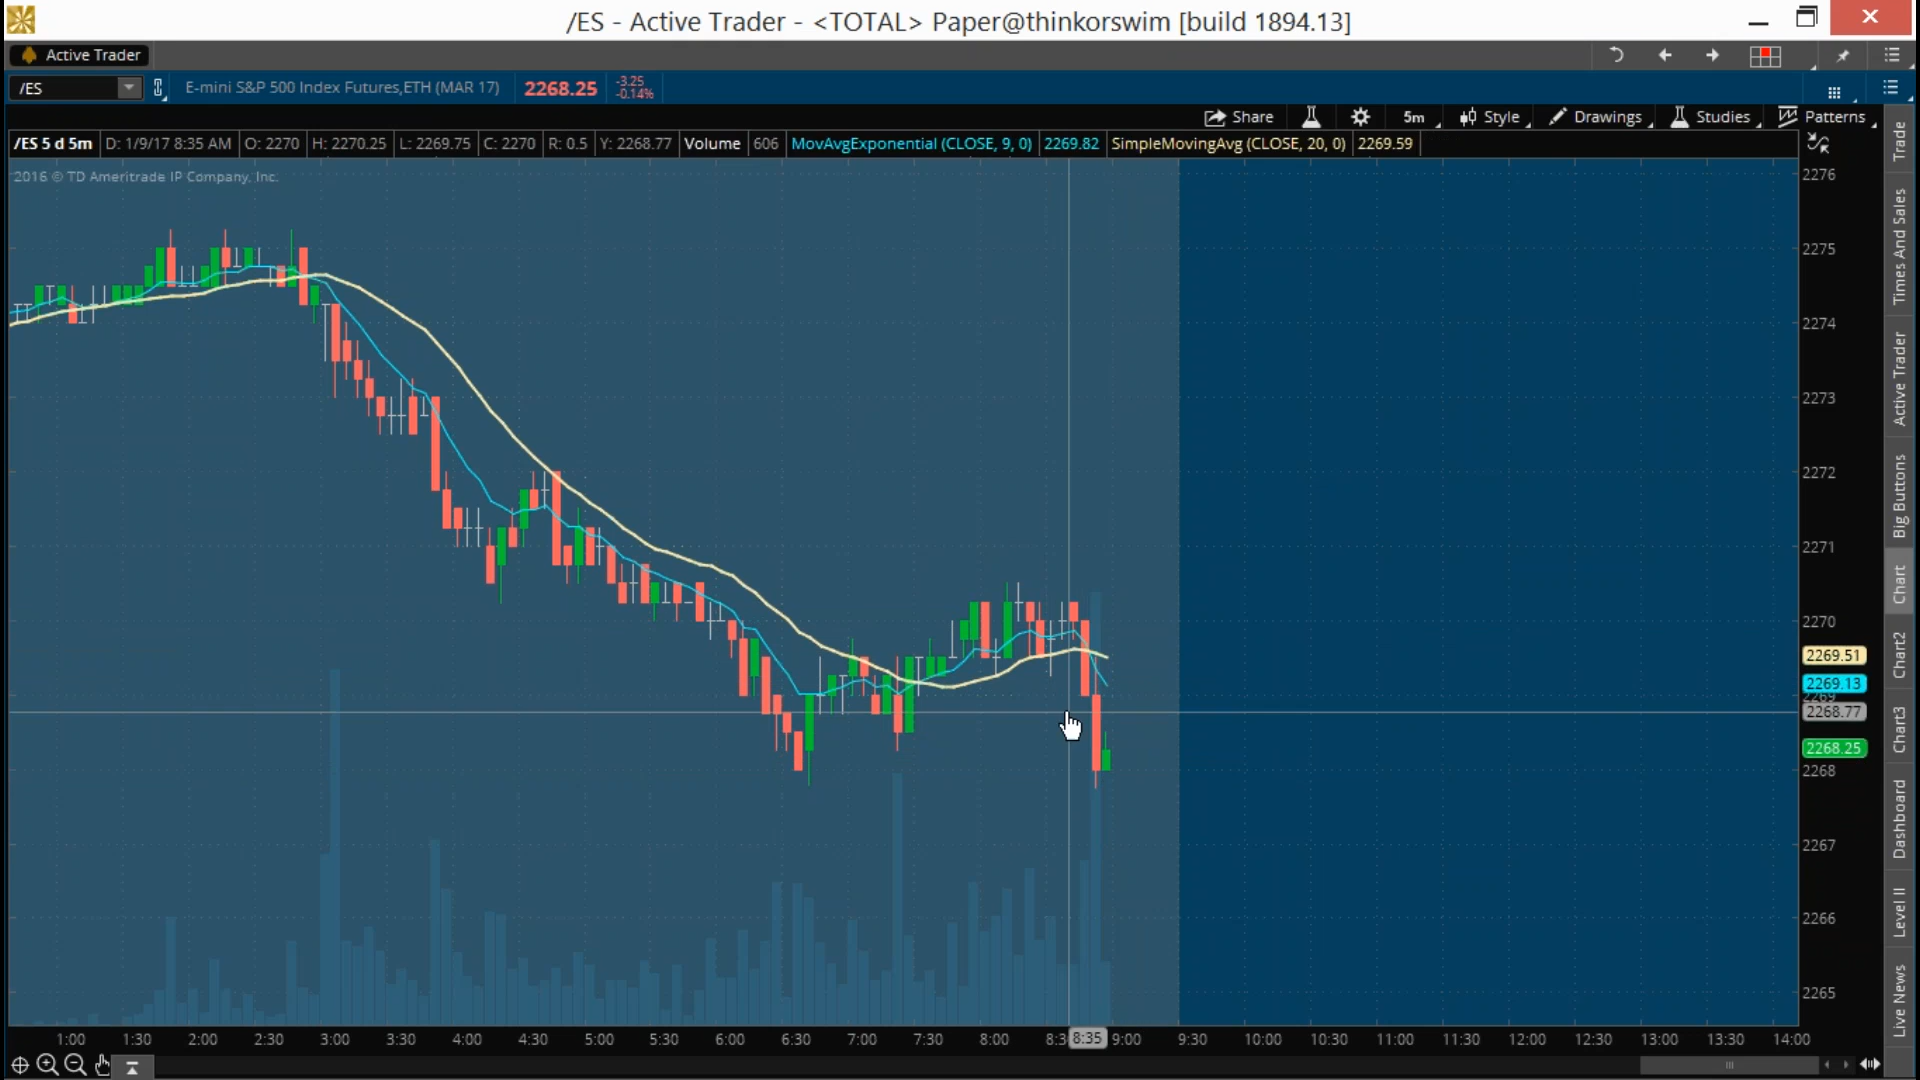 /ES - Active Trader - <TOTAL> Paper@thinkorswim [build 1894.13]
Active Trader
/ES E-mini S&P 500 Index Futures,ETH (MAR 17) 2268.25 -3.25 -0.14%
Share 5m Style Drawings Studies Patterns
/ES 5 d 5m D: 1/9/17 8:35 AM O: 2270 H: 2270.25 L: 2269.75 C: 2270 R: 0.5 Y: 2268.77 Volume 606 MovAvgExponential (CLOSE, 9, 0) 2269.82 SimpleMovingAvg (CLOSE, 20, 0) 2269.59
2016 © TD Ameritrade IP Company, Inc.
2276
2275
2274
2273
2272
2271
2270
2269.51
2269.13
2269
2268.77
2268.25
2268
2267
2266
2265
1:00 1:30 2:00 2:30 3:00 3:30 4:00 4:30 5:00 5:30 6:00 6:30 7:00 7:30 8:00 8:3 8:35 9:00 9:30 10:00 10:30 11:00 11:30 12:00 12:30 13:00 13:30 14:00
Trade
Times And Sales
Active Trader
Big Buttons
Chart
Chart2
Chart3
Dashboard
Level II
Live News